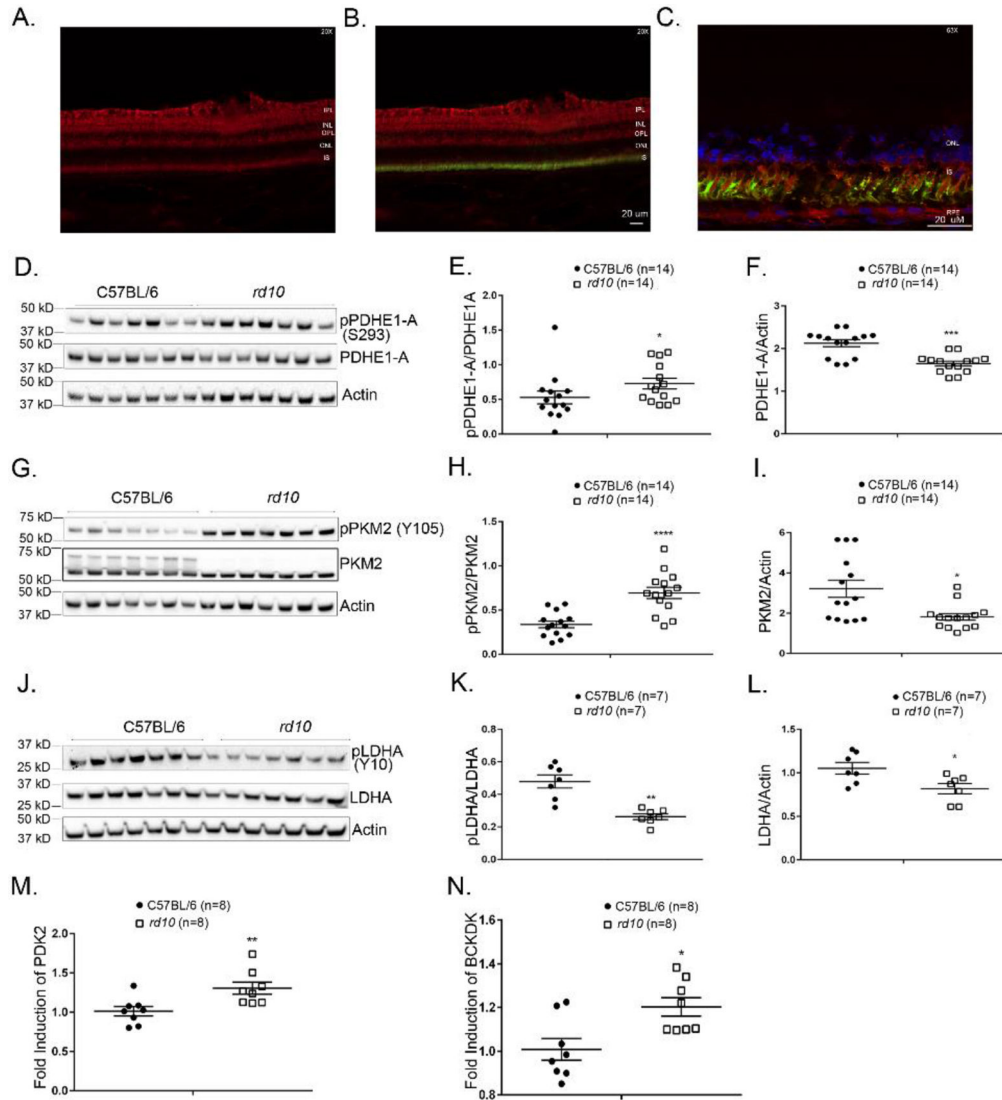 A.
B.
C.
20X
20X
63X
IPL
INL
OPL
ONL
IS
IPL
INL
OPL
ONL
IS
20 um
ONL
IS
RPE
20 uM
D.
C57BL/6
rd10
50 kD
37 kD
pPDHE1-A
(S293)
50 kD
37 kD
PDHE1-A
Actin
E.
C57BL/6 (n=14)
rd10 (n=14)
pPDHE1-A/PDHE1A
2.0
1.5
1.0
0.5
0.0
*
F.
C57BL/6 (n=14)
rd10 (n=14)
PDHE1-A/Actin
3
2
1
0
***
G.
C57BL/6
rd10
75 kD
50 kD
pPKM2 (Y105)
75 kD
PKM2
50 kD
50 kD
37 kD
Actin
H.
C57BL/6 (n=14)
rd10 (n=14)
pPKM2/PKM2
1.5
1.0
0.5
0.0
****
I.
C57BL/6 (n=14)
rd10 (n=14)
PKM2/Actin
6
4
2
0
*
J.
C57BL/6
rd10
37 kD
25 kD
pLDHA
(Y10)
37 kD
25 kD
LDHA
50 kD
37 kD
Actin
K.
C57BL/6 (n=7)
rd10 (n=7)
pLDHA/LDHA
0.8
0.6
0.4
0.2
0.0
**
L.
C57BL/6 (n=7)
rd10 (n=7)
LDHA/Actin
1.5
1.0
0.5
0.0
*
M.
C57BL/6 (n=8)
rd10 (n=8)
Fold Induction of PDK2
2.0
1.5
1.0
0.5
0.0
**
N.
C57BL/6 (n=8)
rd10 (n=8)
Fold Induction of BCKDK
1.6
1.4
1.2
1.0
0.8
*